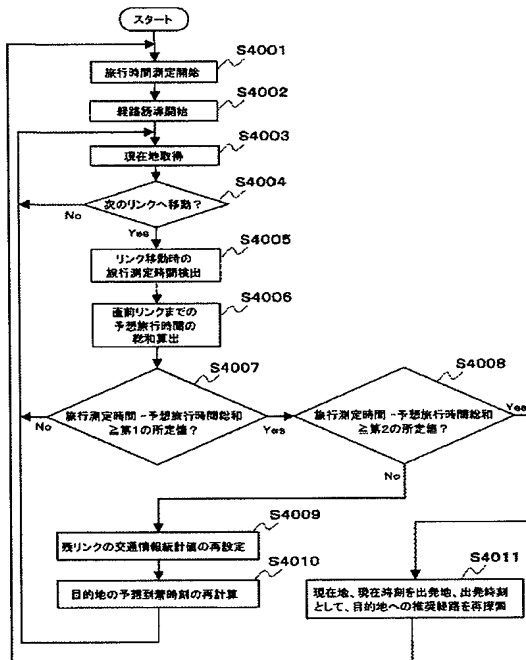 スタート
S4001
旅行時間測定開始
S4002
経路誘導開始
S4003
現在地取得
S4004
次のリンクへ移動?
No
Yes
S4005
リンク移動時の
旅行測定時間検出
S4006
直前リンクまでの
予想旅行時間の
総和算出
S4007
旅行測定時間-予想旅行時間総和
≧第1の所定値?
No
Yes
S4008
旅行測定時間-予想旅行時間総和
≧第2の所定値?
Yes
No
S4009
残リンクの交通情報統計値の再設定
S4010
目的地の予想到着時刻の再計算
S4011
現在地、現在時刻を出発地、出発時刻
として、目的地への推奨経路を再探索